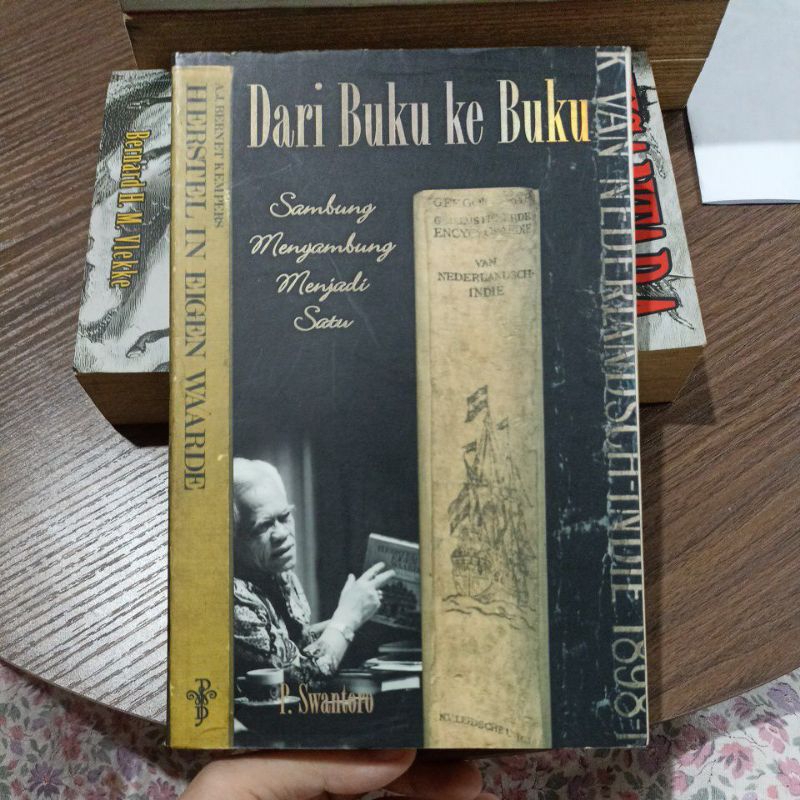 Dari Buku ke Buku
Sambung
Menyambung
Menjadi
Satu
P. Swantoro
A.J. BERNET KEMPERS
HERSTEL IN EIGEN WAARDE
ENCYCLOPAEDIE
VAN
NEDERLANDSCH-
INDIE
K VAN NEDERLANDSCH-INDIE 1898-1
Bernard H. M. Vlekke